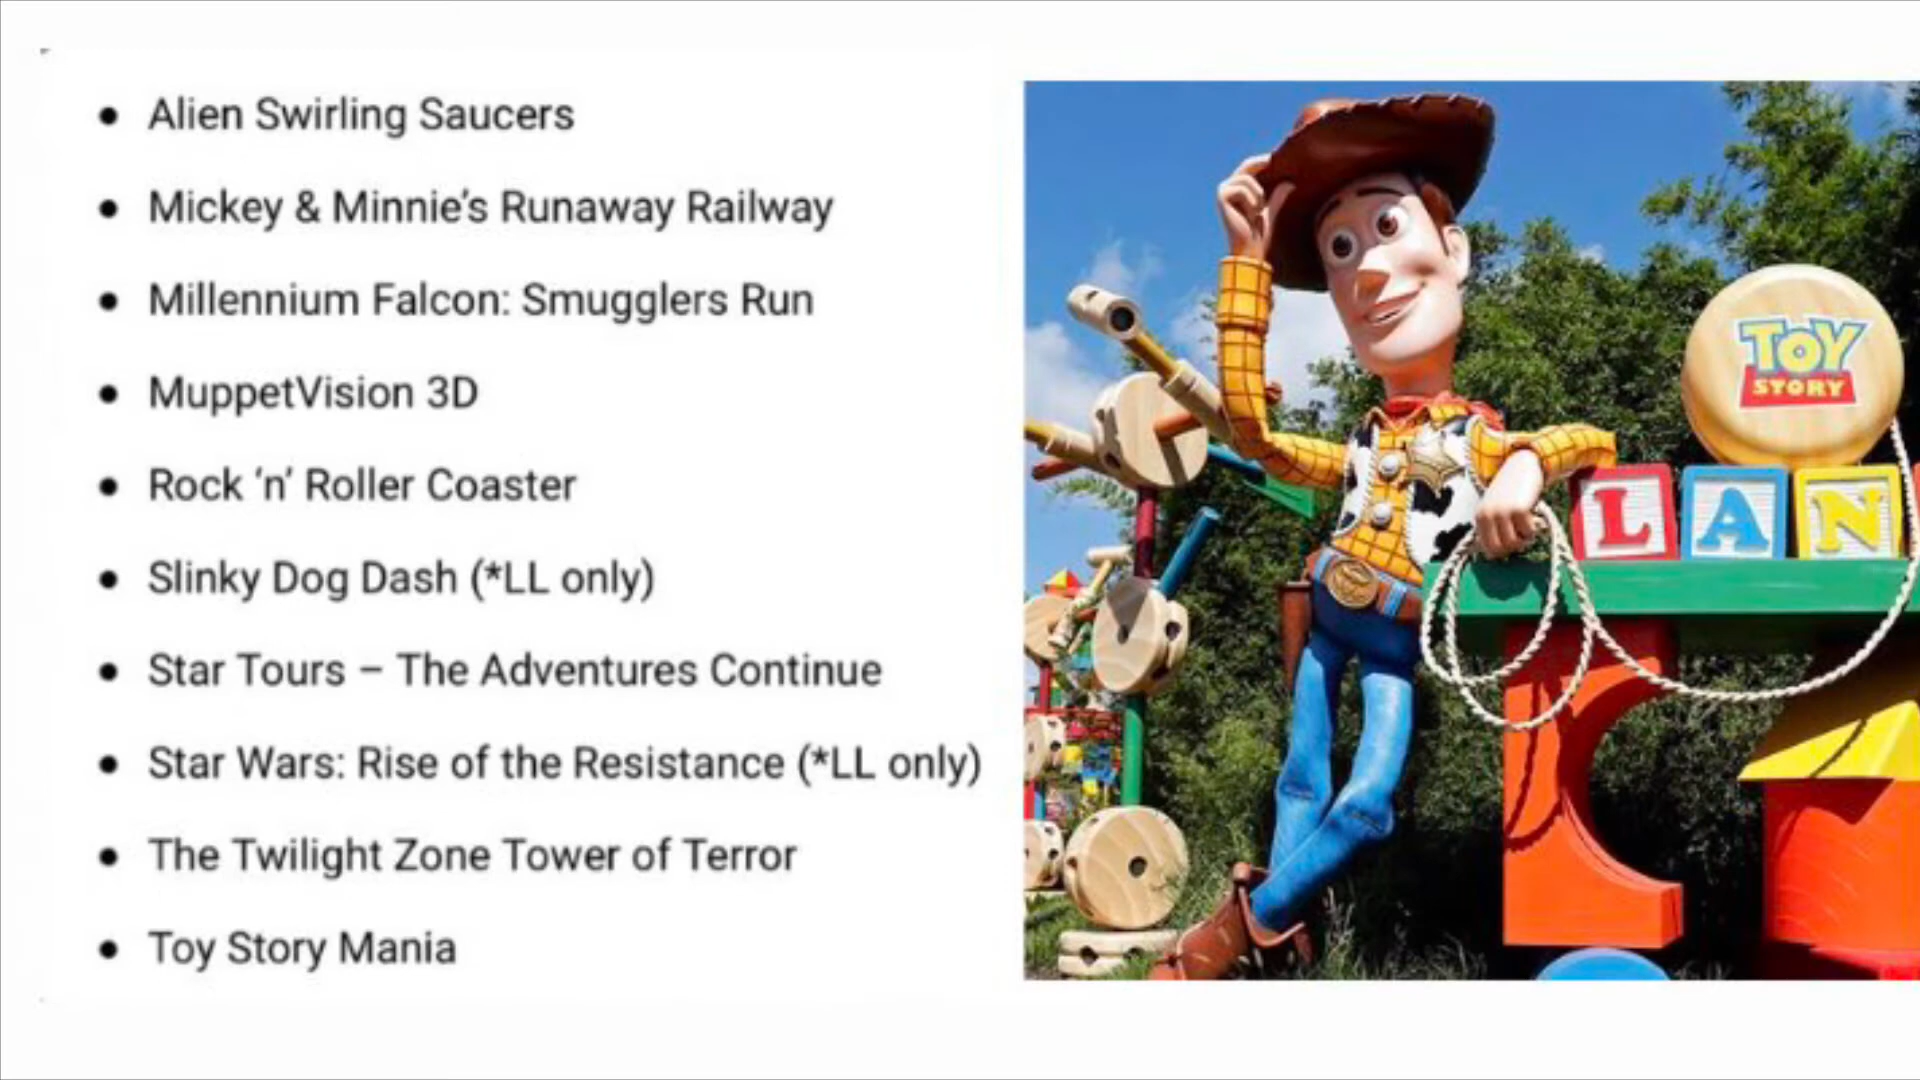 Alien Swirling Saucers
Mickey & Minnie's Runaway Railway
Millennium Falcon: Smugglers Run
MuppetVision 3D
Rock ‘n’ Roller Coaster
Slinky Dog Dash (*LL only)
Star Tours – The Adventures Continue
Star Wars: Rise of the Resistance (*LL only)
The Twilight Zone Tower of Terror
Toy Story Mania
TOY
STORY
LAN